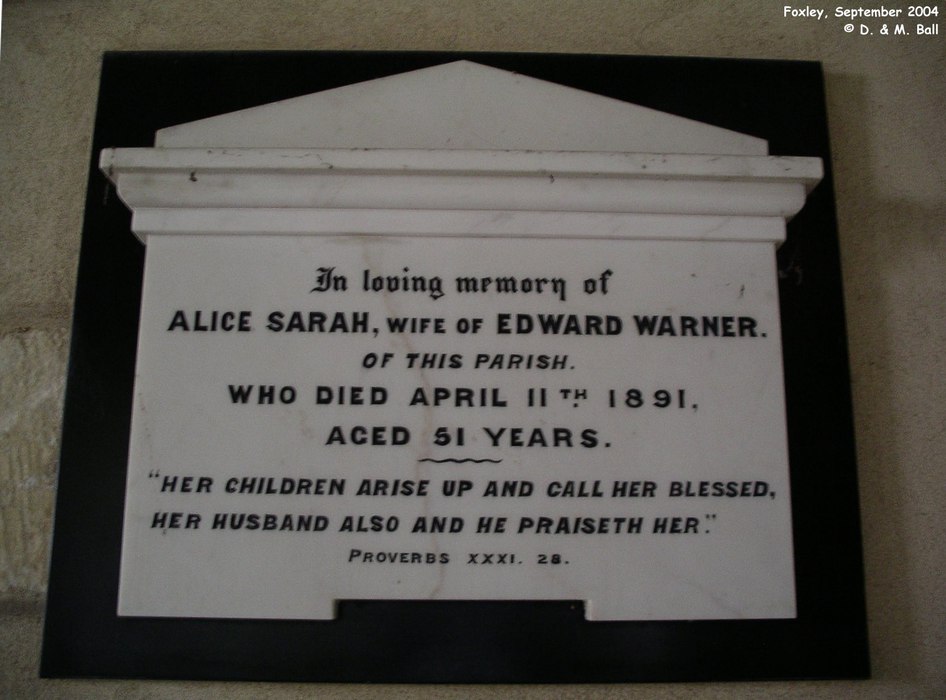 Foxley, September 2004
© D. & M. Ball
In loving memory of
ALICE SARAH, WIFE OF EDWARD WARNER.
OF THIS PARISH.
WHO DIED APRIL 11TH 1891,
AGED 51 YEARS.
"HER CHILDREN ARISE UP AND CALL HER BLESSED,
HER HUSBAND ALSO AND HE PRAISETH HER."
PROVERBS XXXI. 28.